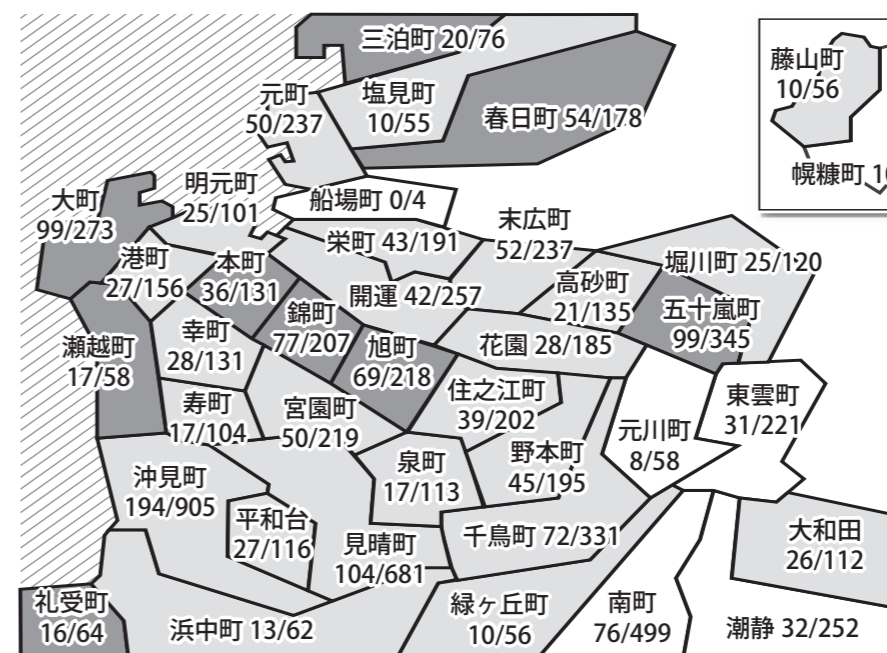 三泊町 20/76
藤山町
10/56
元町
50/237
塩見町
10/55
春日町 54/178
幌糠町
明元町
25/101
船場町 0/4
大町
99/273
末広町
52/237
栄町 43/191
港町
27/156
本町
36/131
高砂町
21/135
堀川町 25/120
開運 42/257
錦町
77/207
五十嵐町
99/345
幸町
28/131
瀬越町
17/58
旭町
69/218
花園 28/185
住之江町
39/202
東雲町
31/221
寿町
17/104
宮園町
50/219
元川町
8/58
野本町
45/195
泉町
17/113
沖見町
194/905
平和台
27/116
千鳥町 72/331
大和田
26/112
見晴町
104/681
礼受町
16/64
浜中町 13/62
緑ヶ丘町
10/56
南町
76/499
潮静 32/252